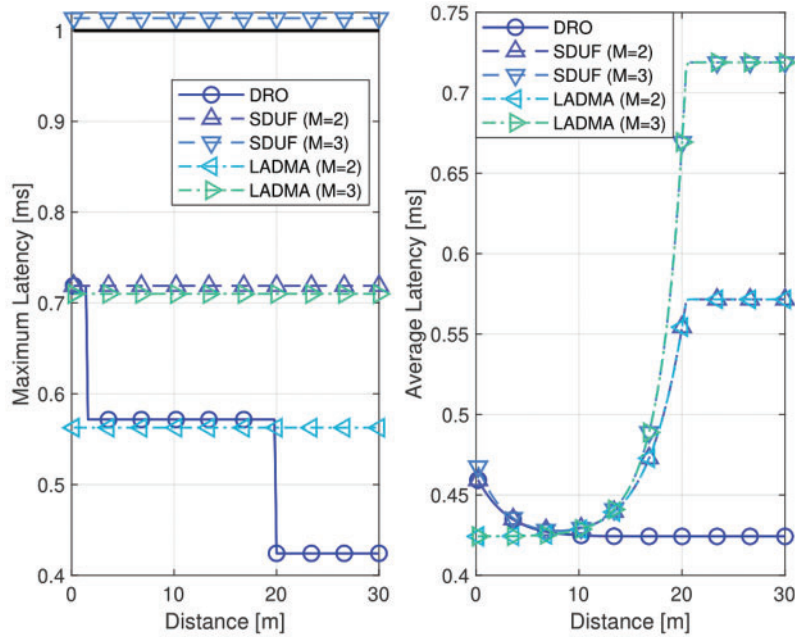 1
0.9
0.8
0.7
0.6
0.5
0.4
0
10
20
30
Maximum Latency [ms]
Distance [m]
DRO
SDUF (M=2)
SDUF (M=3)
LADMA (M=2)
LADMA (M=3)
0.75
0.7
0.65
0.6
0.55
0.5
0.45
0.4
0
10
20
30
Average Latency [ms]
Distance [m]
DRO
SDUF (M=2)
SDUF (M=3)
LADMA (M=2)
LADMA (M=3)